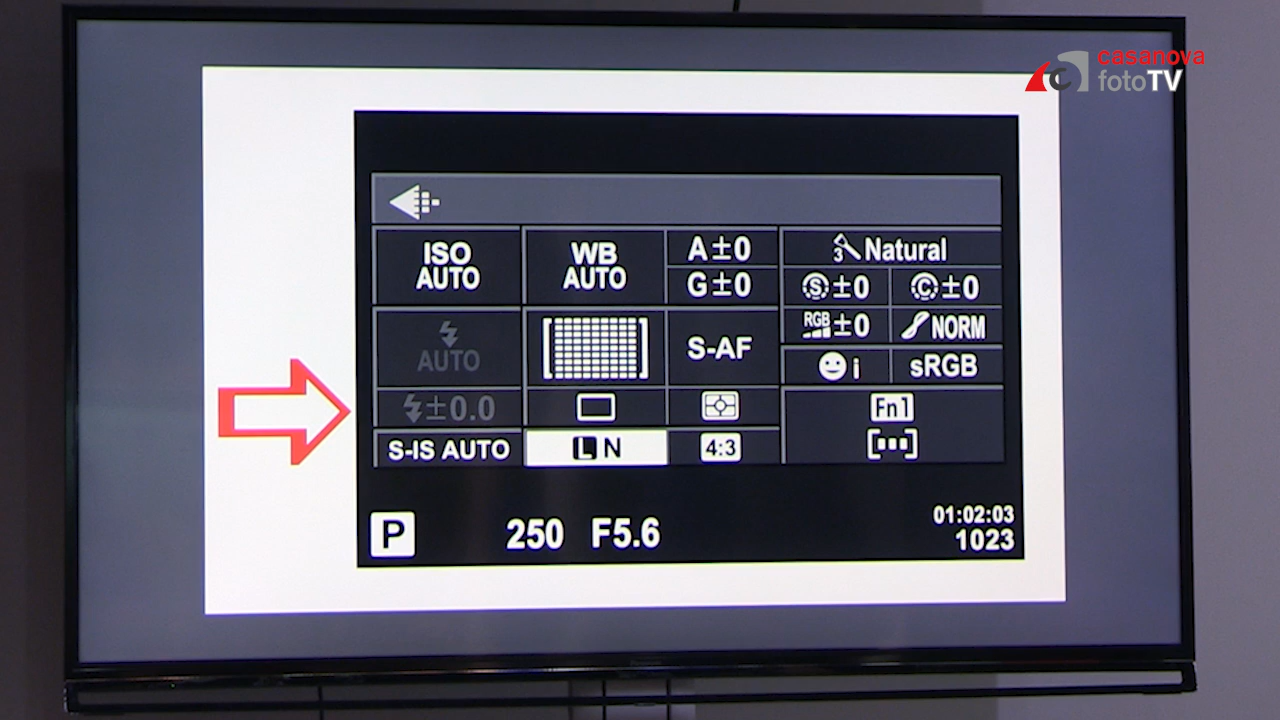 casanova
fotoTV
ISO
AUTO
WB
AUTO
A±0
G±0
3 Natural
S ±0
C ±0
RGB ±0
NORM
AUTO
S-AF
i
sRGB
±0.0
Fn1
S-IS AUTO
L N
4:3
P
250 F5.6
01:02:03
1023